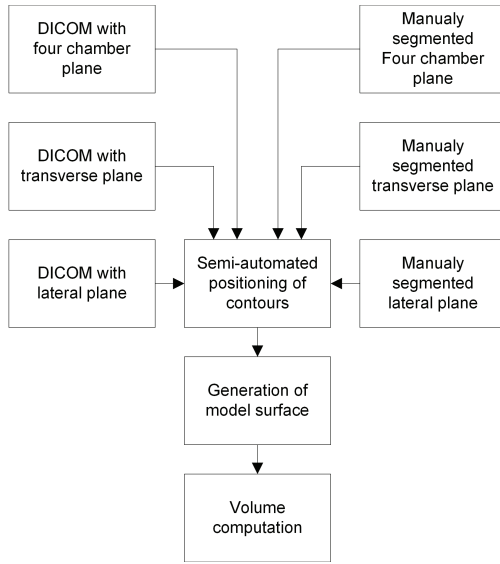 DICOM with
four chamber
plane
Manualy
segmented
Four chamber
plane
DICOM with
transverse plane
Manualy
segmented
transverse plane
DICOM with
lateral plane
Semi-automated
positioning of
contours
Manualy
segmented
lateral plane
Generation of
model surface
Volume
computation